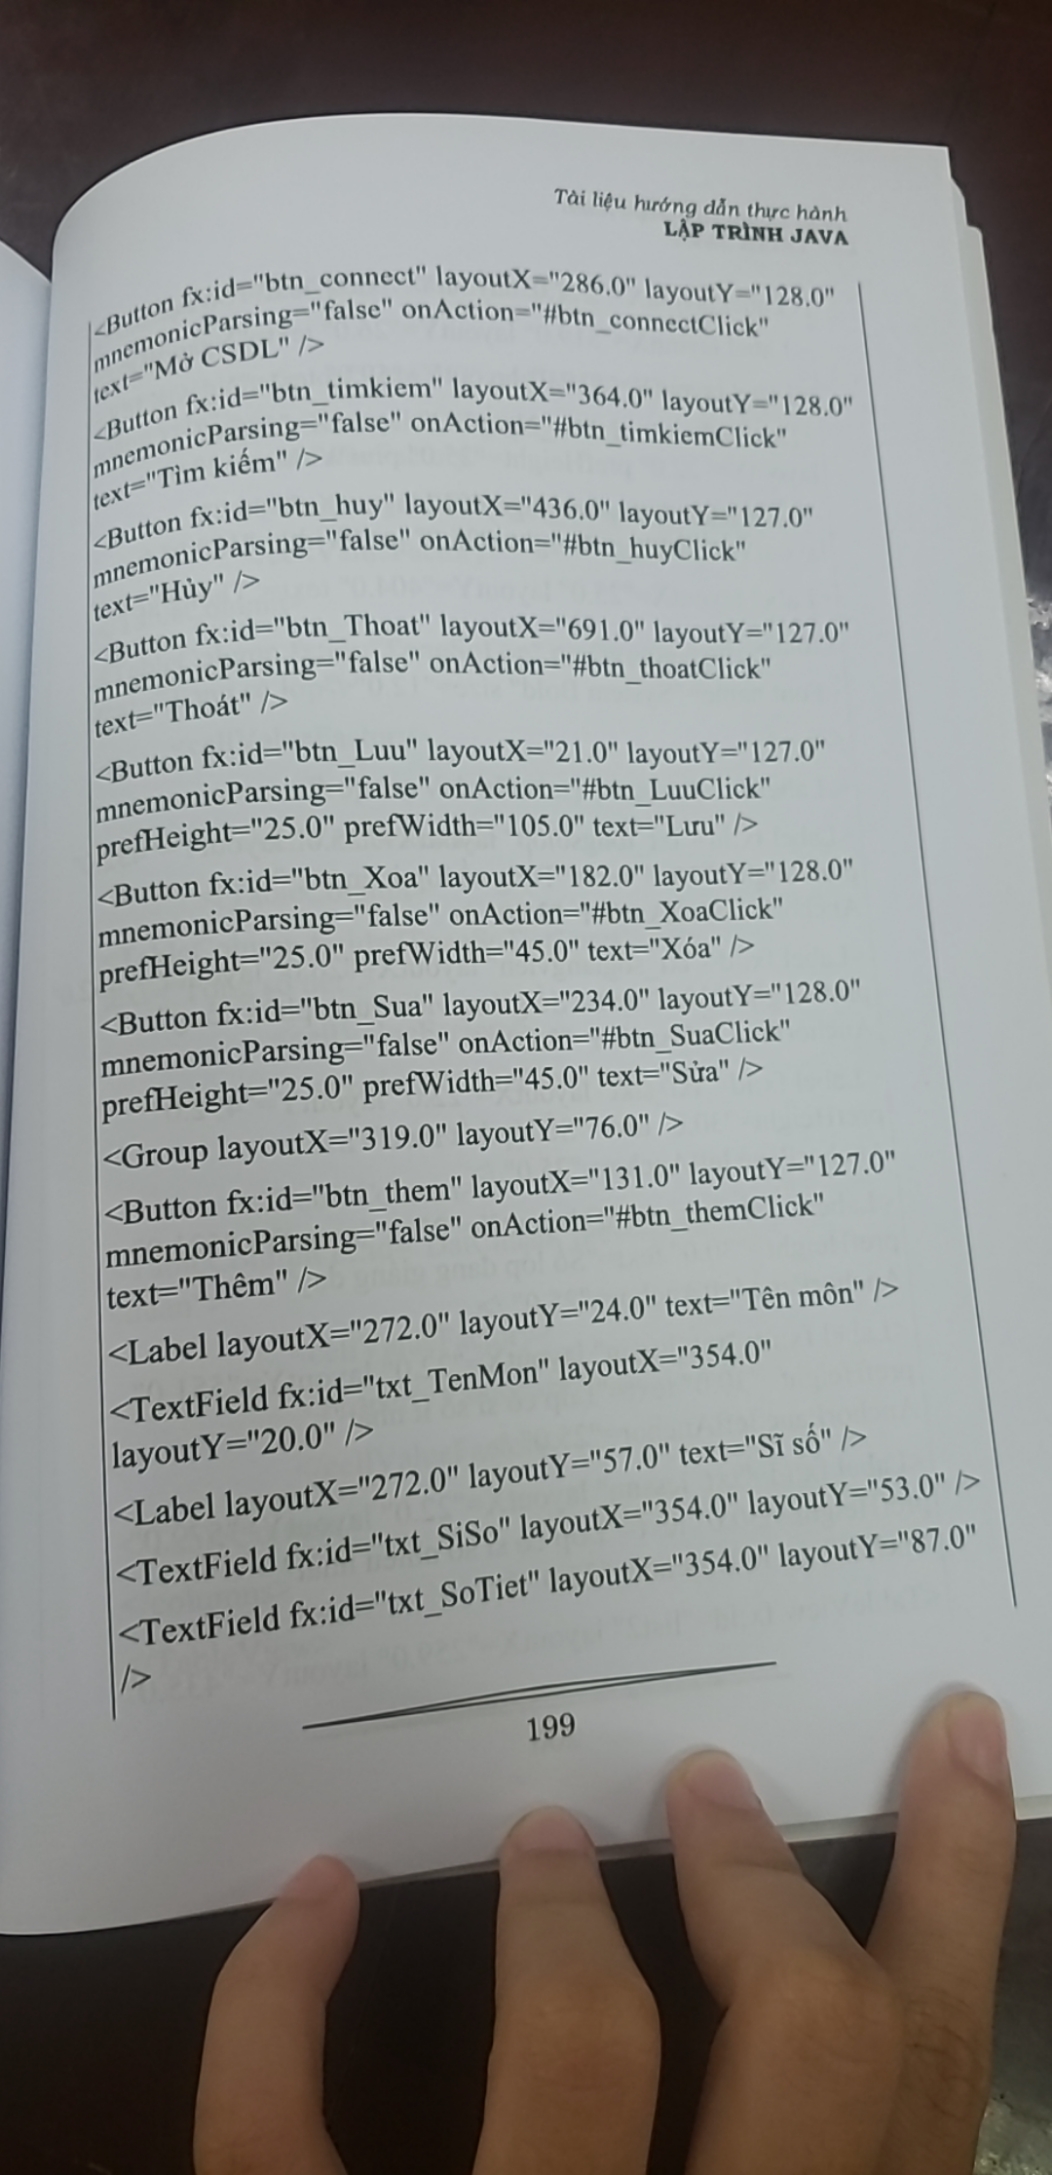 Tài liệu hướng dẫn thực hành
LẬP TRÌNH JAVA
<Button fx:id="btn_connect" layoutX="286.0" layoutY="128.0"
mnemonicParsing="false" onAction="#btn_connectClick"
text="Mở CSDL" />
<Button fx:id="btn_timkiem" layoutX="364.0" layoutY="128.0"
mnemonicParsing="false" onAction="#btn_timkiemClick"
text="Tìm kiếm" />
<Button fx:id="btn_huy" layoutX="436.0" layoutY="127.0"
mnemonicParsing="false" onAction="#btn_huyClick"
text="Hủy" />
<Button fx:id="btn_Thoat" layoutX="691.0" layoutY="127.0"
mnemonicParsing="false" onAction="#btn_thoatClick"
text="Thoát" />
<Button fx:id="btn_Luu" layoutX="21.0" layoutY="127.0"
mnemonicParsing="false" onAction="#btn_LuuClick"
prefHeight="25.0" prefWidth="105.0" text="Lưu" />
<Button fx:id="btn_Xoa" layoutX="182.0" layoutY="128.0"
mnemonicParsing="false" onAction="#btn_XoaClick"
prefHeight="25.0" prefWidth="45.0" text="Xóa" />
<Button fx:id="btn_Sua" layoutX="234.0" layoutY="128.0"
mnemonicParsing="false" onAction="#btn_SuaClick"
prefHeight="25.0" prefWidth="45.0" text="Sửa" />
<Group layoutX="319.0" layoutY="76.0" />
<Button fx:id="btn_them" layoutX="131.0" layoutY="127.0"
mnemonicParsing="false" onAction="#btn_themClick"
text="Thêm" />
<Label layoutX="272.0" layoutY="24.0" text="Tên môn" />
<TextField fx:id="txt_TenMon" layoutX="354.0"
layoutY="20.0" />
<Label layoutX="272.0" layoutY="57.0" text="Sĩ số" />
<TextField fx:id="txt_SiSo" layoutX="354.0" layoutY="53.0" />
<TextField fx:id="txt_SoTiet" layoutX="354.0" layoutY="87.0"
/>
199